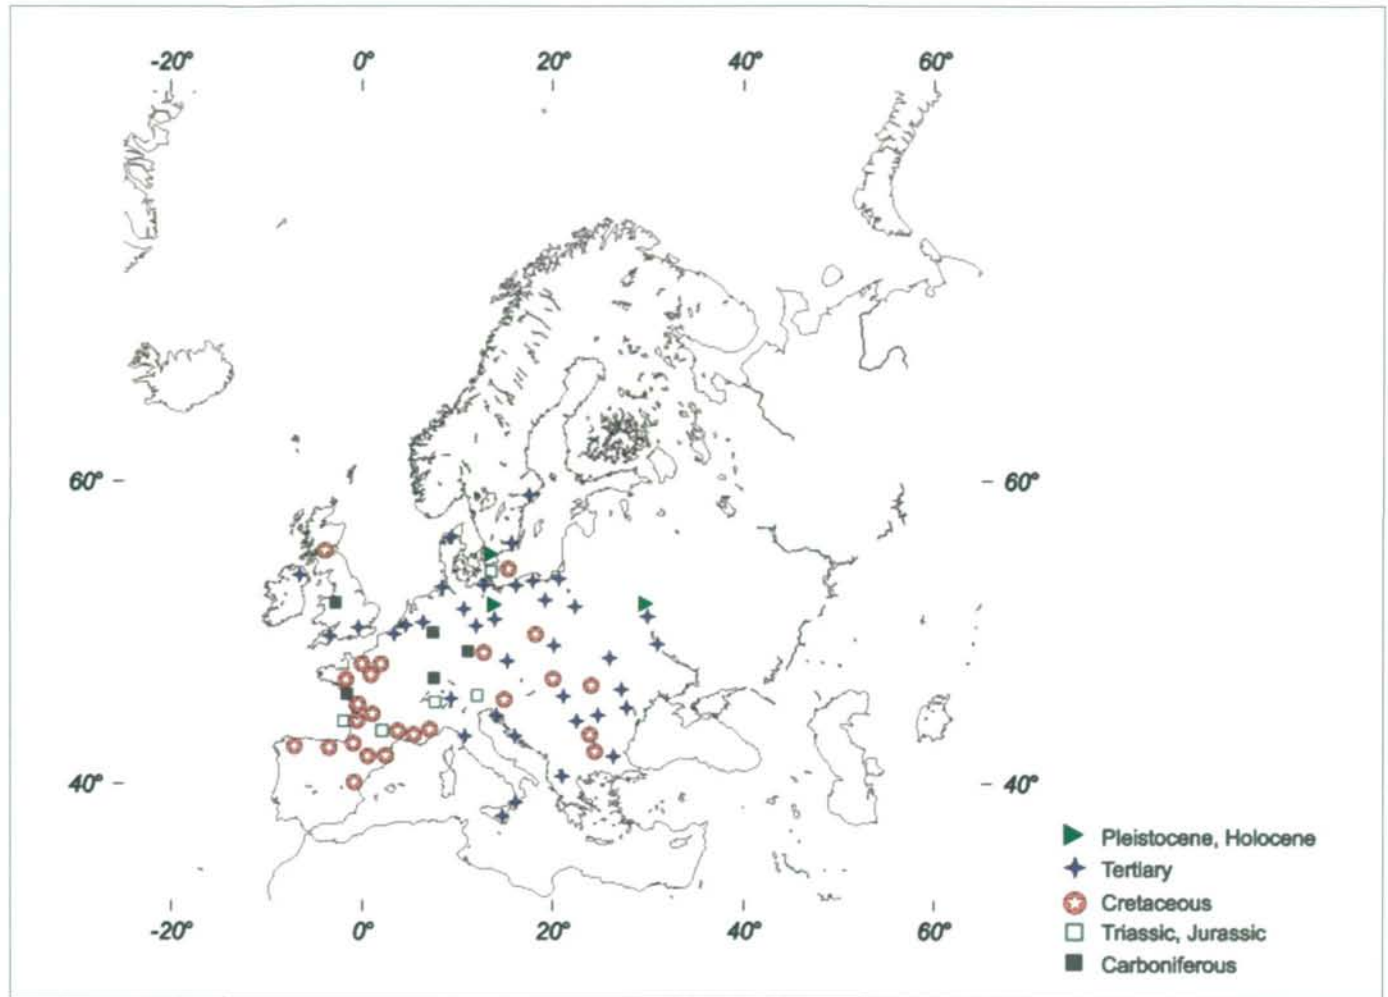 -20° 0° 20° 40° 60°
60° 60°
40° 40°
Pleistocene, Holocene
Tertiary
Cretaceous
Triassic, Jurassic
Carboniferous
-20° 0° 20° 40° 60°